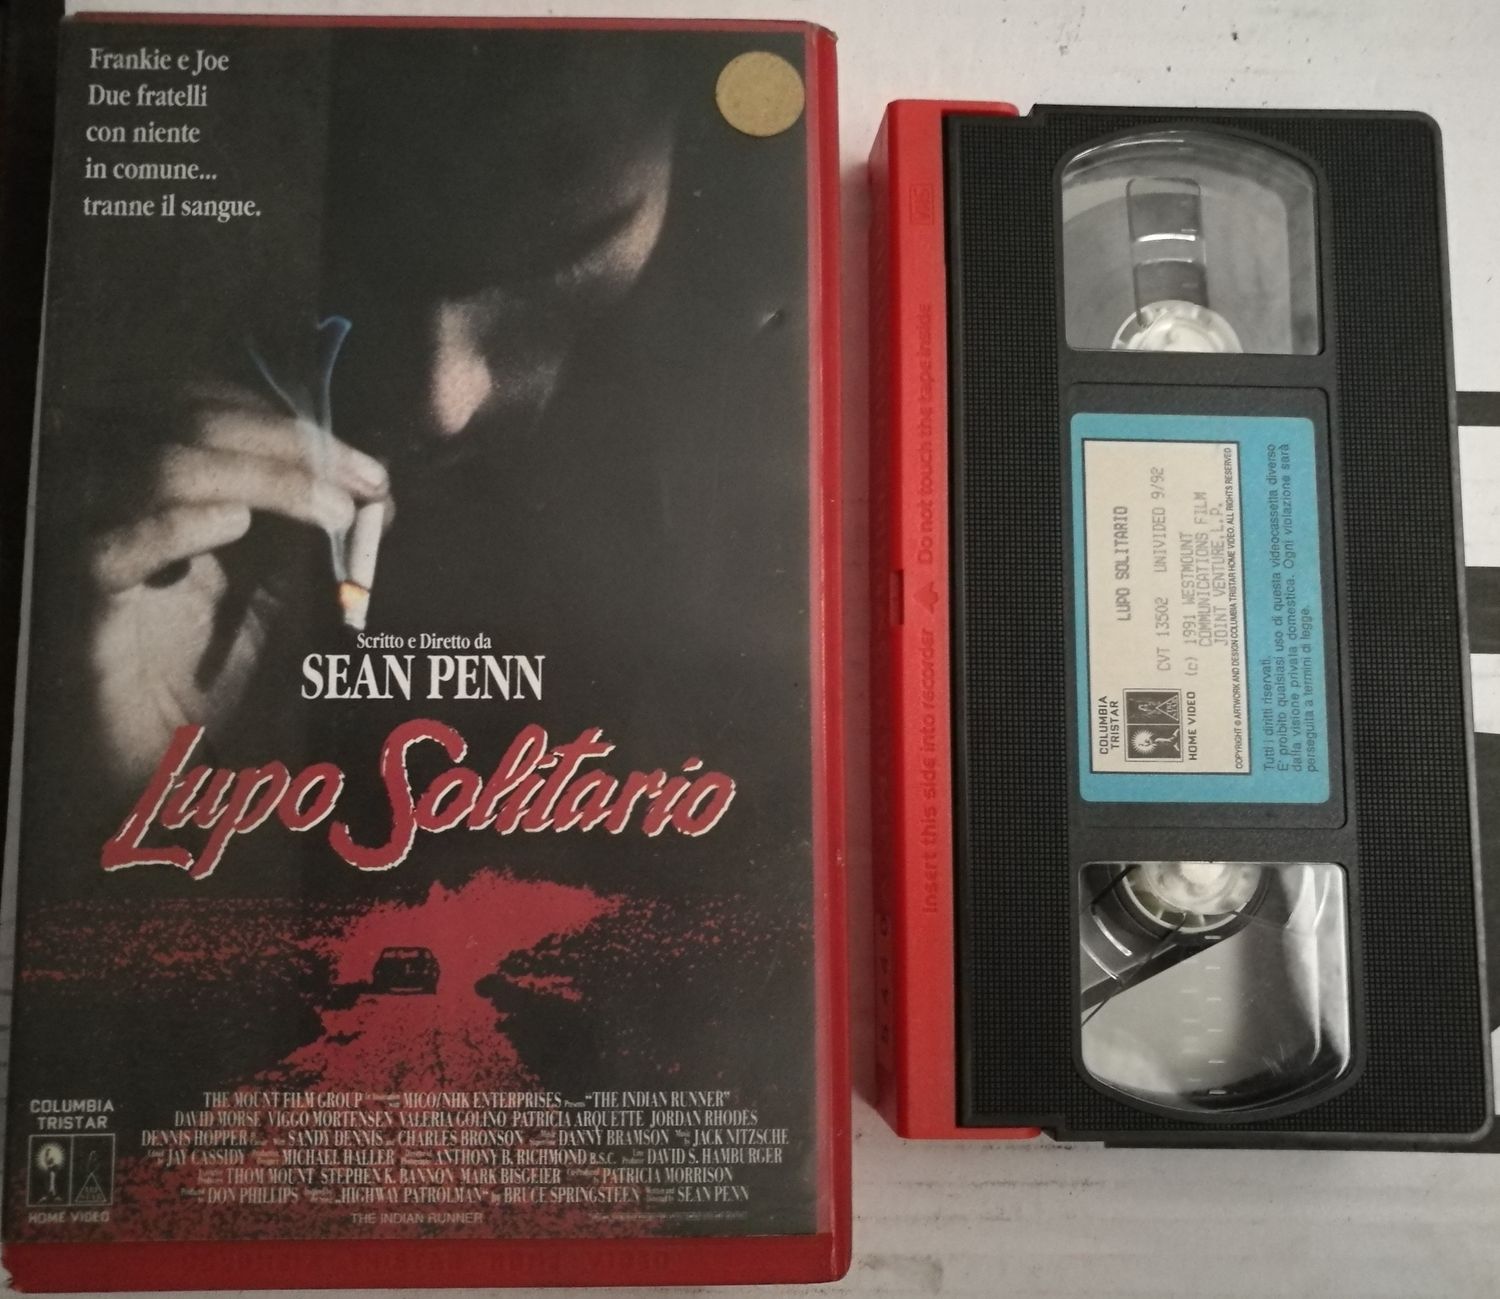 Frankie e Joe
Due fratelli
con niente
in comune...
tranne il sangue.
Scritto e Diretto da
SEAN PENN
Lupo Solitario
THE MOUNT FILM GROUP MICO/NHK ENTERPRISES Presents "THE INDIAN RUNNER"
DAVID MORSE VIGGO MORTENSEN VALERIA GOLINO PATRICIA ARQUETTE JORDAN RHODES
DENNIS HOPPER SANDY DENNIS CHARLES BRONSON DANNY BRAMSON JACK NITZSCHE
JAY CASSIDY MICHAEL HALLER ANTHONY B. RICHMOND B.S.C. DAVID S. HAMBURGER
THOM MOUNT STEPHEN K. BANNON MARK BISGEIER PATRICIA MORRISON
DON PHILLIPS "HIGHWAY PATROLMAN" by BRUCE SPRINGSTEEN SEAN PENN
THE INDIAN RUNNER
COLUMBIA
TRISTAR
HOME VIDEO
Insert this side into recorder Do not touch the tape inside
VHS
LUPO SOLITARIO
CVT 13502 UNIVIDEO 9/92
(c) 1991 WESTMOUNT
COMMUNICATIONS FILM
JOINT VENTURE, L.P.
COLUMBIA
TRISTAR
HOME VIDEO
COPYRIGHT © ARTWORK AND DESIGN COLUMBIA TRISTAR HOME VIDEO. ALL RIGHTS RESERVED
Tutti i diritti riservati.
E' proibito qualsiasi uso di questa videocassetta diverso
dalla visione privata domestica. Ogni violazione sarà
perseguita a termini di legge.